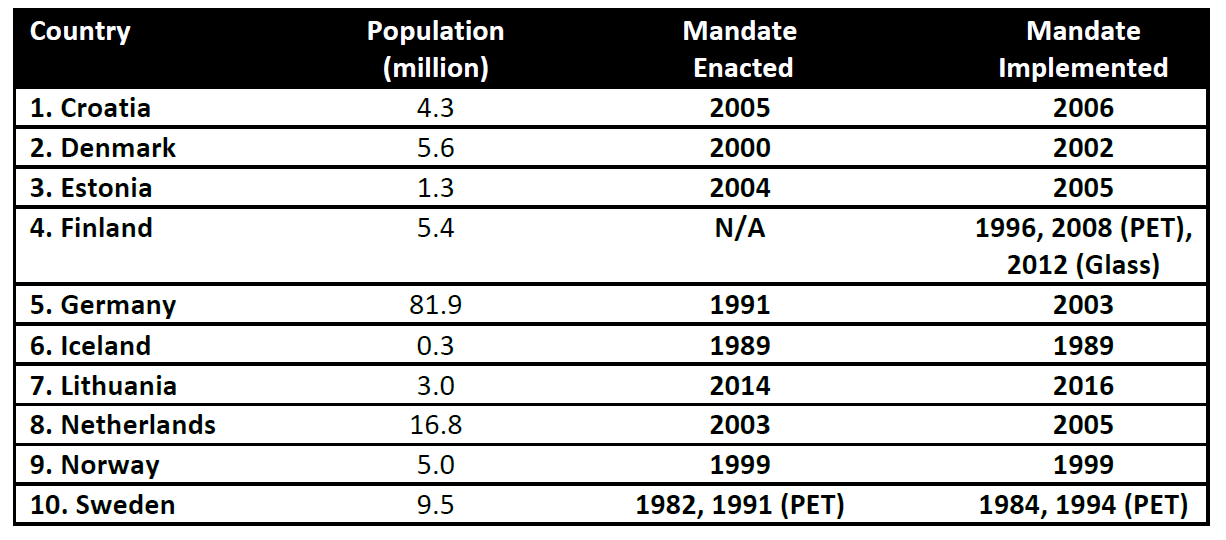 Country Population (million) Mandate Enacted Mandate Implemented
1. Croatia 4.3 2005 2006
2. Denmark 5.6 2000 2002
3. Estonia 1.3 2004 2005
4. Finland 5.4 N/A 1996, 2008 (PET), 2012 (Glass)
5. Germany 81.9 1991 2003
6. Iceland 0.3 1989 1989
7. Lithuania 3.0 2014 2016
8. Netherlands 16.8 2003 2005
9. Norway 5.0 1999 1999
10. Sweden 9.5 1982, 1991 (PET) 1984, 1994 (PET)